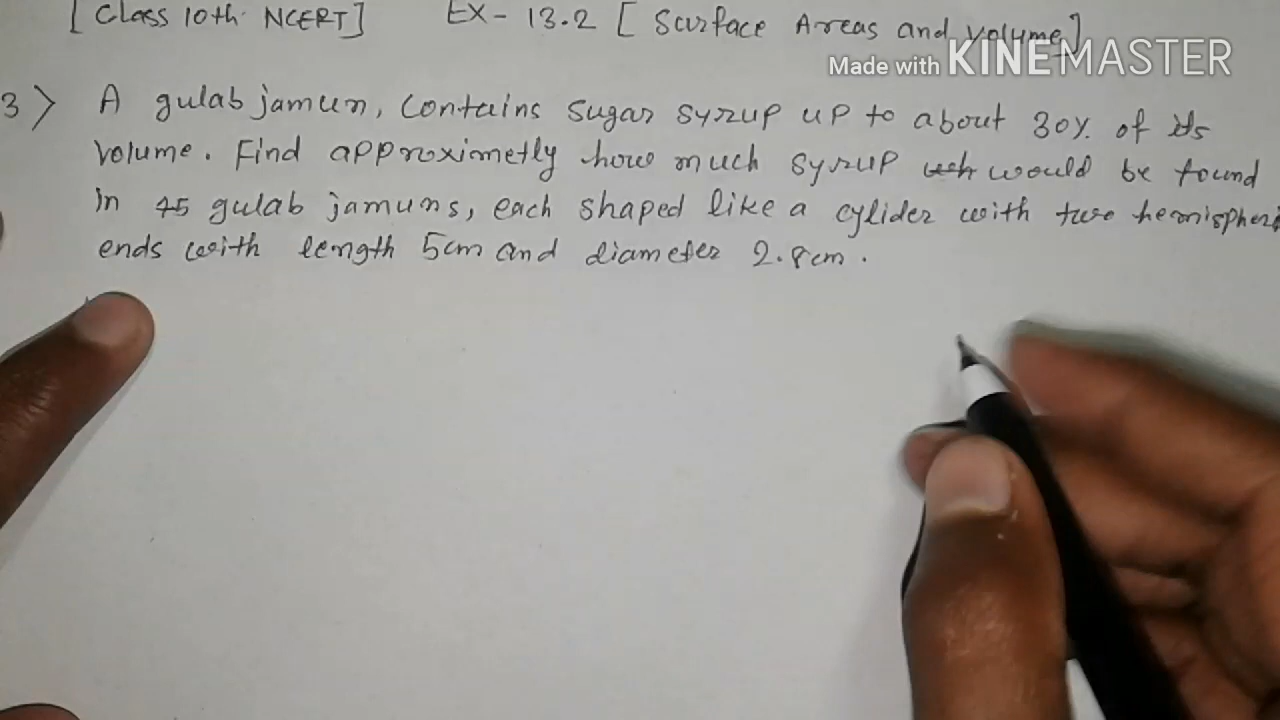 [Class 10th NCERT] EX - 13.2 [Surface Areas and volume]
Made with KINEMASTER
3> A gulab jamun, contains sugar syrup up to about 30% of its
volume. Find approximetly how much syrup would be found
in 45 gulab jamuns, each shaped like a cylider with two hemispheri
ends with length 5cm and diameter 2.8cm.